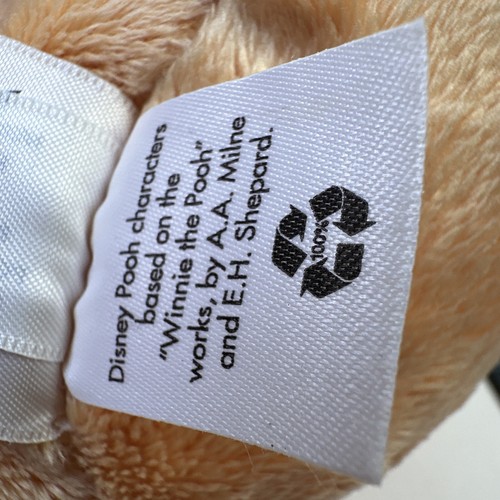 Disney Pooh characters
based on the
"Winnie the Pooh"
works, by A.A. Milne
and E.H. Shepard.
100%